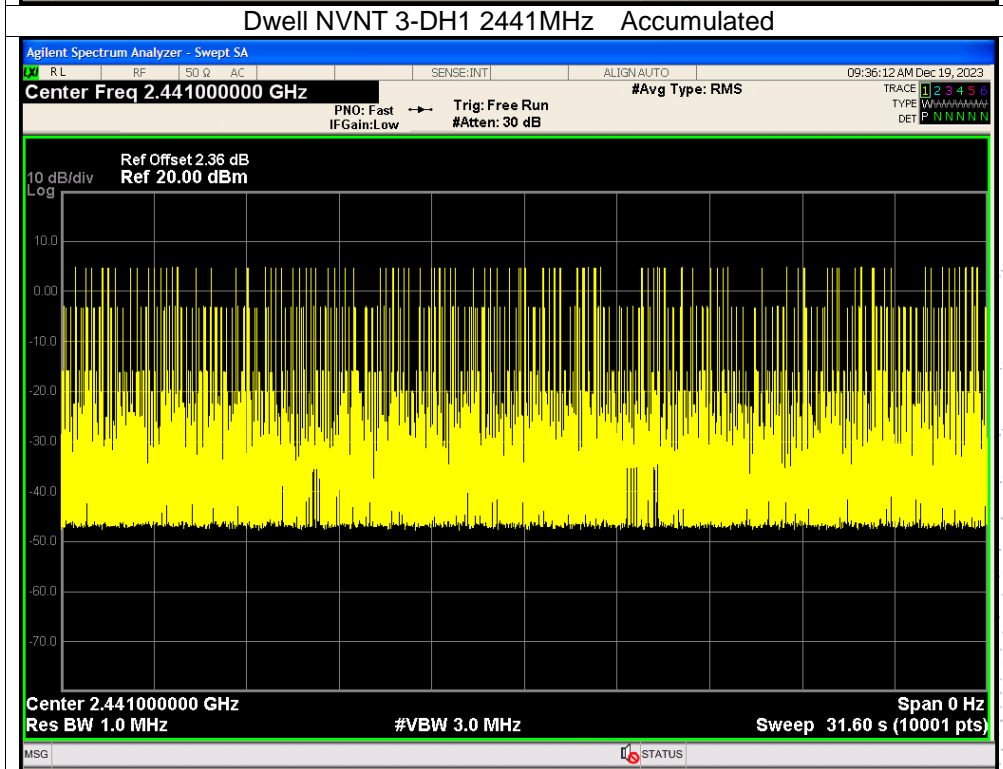 Dwell NVNT 3-DH1 2441MHz Accumulated
Agilent Spectrum Analyzer - Swept SA
LXI RL RF 50 Ω AC SENSE:INT ALIGN AUTO 09:36:12 AM Dec 19, 2023
Center Freq 2.441000000 GHz #Avg Type: RMS TRACE 1 2 3 4 5 6
PNO: Fast Trig: Free Run TYPE WWWWWW
IFGain:Low #Atten: 30 dB DET P N N N N N
Ref Offset 2.36 dB
10 dB/div Ref 20.00 dBm
Log
10.0
0.00
-10.0
-20.0
-30.0
-40.0
-50.0
-60.0
-70.0
Center 2.441000000 GHz Span 0 Hz
Res BW 1.0 MHz #VBW 3.0 MHz Sweep 31.60 s (10001 pts)
MSG STATUS